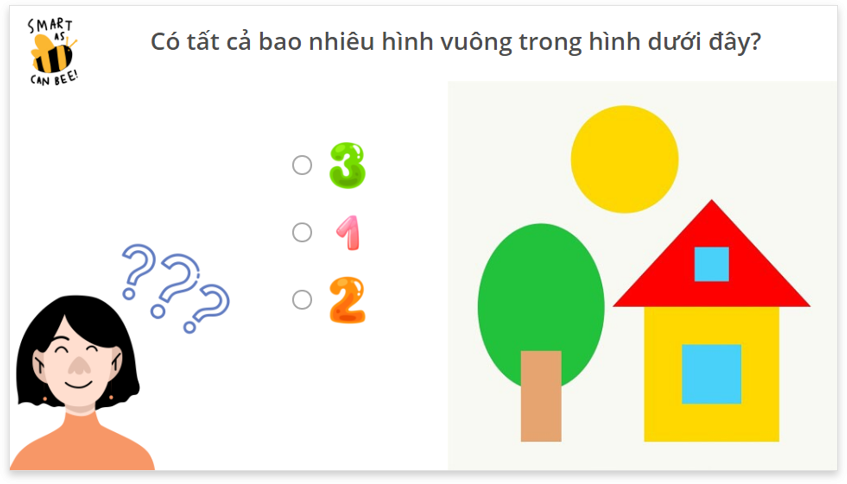 SMART
AS
CAN BEE!
Có tất cả bao nhiêu hình vuông trong hình dưới đây?
3
1
2
???